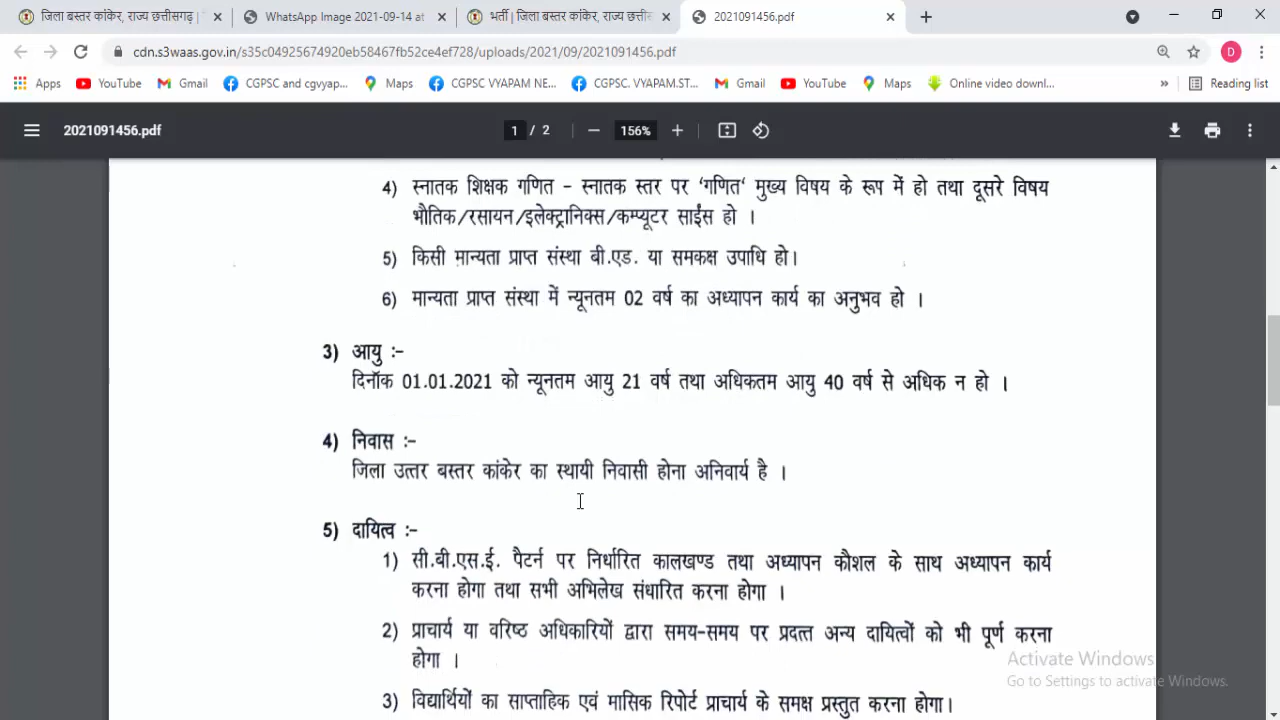 जिला बस्तर कांकेर, राज्य छत्तीसगढ़ |
WhatsApp Image 2021-09-14 at
भर्ती | जिला बस्तर कांकेर, राज्य छत्तीस
2021091456.pdf
cdn.s3waas.gov.in/s35c04925674920eb58467fb52ce4ef728/uploads/2021/09/2021091456.pdf
D
Apps YouTube Gmail CGPSC and cgvyap... Maps CGPSC VYAPAM NE... CGPSC. VYAPAM.ST... Gmail YouTube Maps Online video downl... » Reading list
2021091456.pdf 1 / 2 156%
4) स्नातक शिक्षक गणित – स्नातक स्तर पर ‘गणित‘ मुख्य विषय के रूप में हो तथा दूसरे विषय
भौतिक/रसायन/इलेक्ट्रानिक्स/कम्प्यूटर साईंस हो ।
5) किसी मान्यता प्राप्त संस्था बी.एड. या समकक्ष उपाधि हो।
6) मान्यता प्राप्त संस्था में न्यूनतम 02 वर्ष का अध्यापन कार्य का अनुभव हो ।
3) आयु :–
दिनॉक 01.01.2021 को न्यूनतम आयु 21 वर्ष तथा अधिकतम आयु 40 वर्ष से अधिक न हो ।
4) निवास :–
जिला उत्तर बस्तर कांकेर का स्थायी निवासी होना अनिवार्य है ।
5) दायित्व :–
1) सी.बी.एस.ई. पैटर्न पर निर्धारित कालखण्ड तथा अध्यापन कौशल के साथ अध्यापन कार्य
करना होगा तथा सभी अभिलेख संधारित करना होगा ।
2) प्राचार्य या वरिष्ठ अधिकारियों द्वारा समय–समय पर प्रदत्त अन्य दायित्वों को भी पूर्ण करना
होगा ।
3) विद्यार्थियों का साप्ताहिक एवं मासिक रिपोर्ट प्राचार्य के समक्ष प्रस्तुत करना होगा।
Activate Windows
Go to Settings to activate Windows.